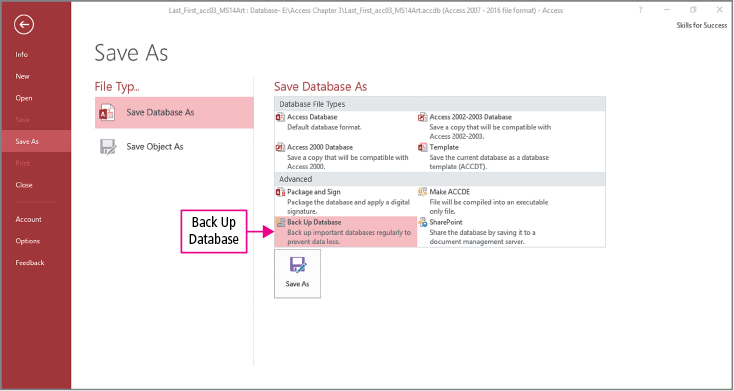 Last_First_acc03_MS14Art : Database- E:\Access Chapter 3\Last_First_acc03_MS14Art.accdb (Access 2007 - 2016 file format) - Access
?
Skills for Success
Info
New
Open
Save
Save As
Print
Close
Account
Options
Feedback
Save As
File Typ...
Save Database As
Save Object As
Save Database As
Database File Types
Access Database
Default database format.
Access 2002-2003 Database
Save a copy that will be compatible with
Access 2002-2003.
Access 2000 Database
Save a copy that will be compatible with
Access 2000.
Template
Save the current database as a database
template (ACCDT).
Advanced
Package and Sign
Package the database and apply a digital
signature.
Make ACCDE
File will be compiled into an executable
only file.
Back Up Database
Back up important databases regularly to
prevent data loss.
SharePoint
Share the database by saving it to a
document management server.
Back Up
Database
Save As